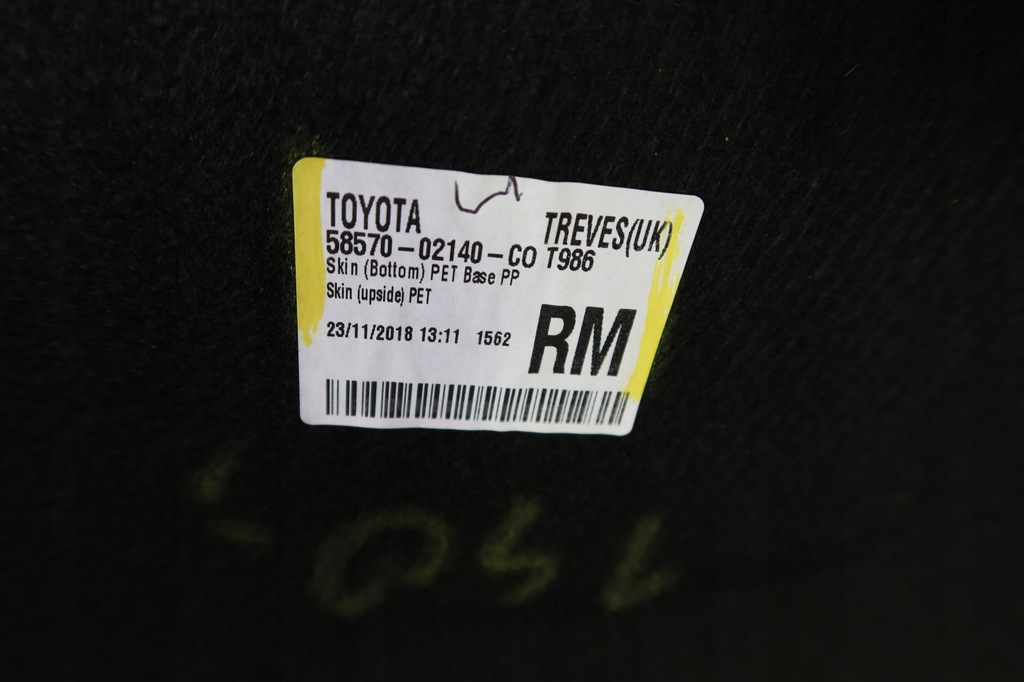 TOYOTA TREVES(UK)
58570-02140-CO T986
Skin (Bottom) PET Base PP
Skin (upside) PET
23/11/2018 13:11 1562
RM